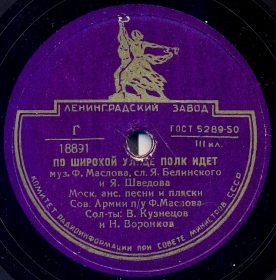 ЛЕНИНГРАДСКИЙ ЗАВОД
Г ГОСТ 5289-50
18891 III кл.
ПО ШИРОКОЙ УЛИЦЕ ПОЛК ИДЕТ
муз. Ф. Маслова, сл. Я. Белинского
и Я. Шведова
Моск. анс. песни и пляски
Сов. Армии п/у Ф. Маслова
Сол-ты: В. Кузнецов
и Н. Воронков
КОМИТЕТ РАДИОИНФОРМАЦИИ ПРИ СОВЕТЕ МИНИСТРОВ СССР